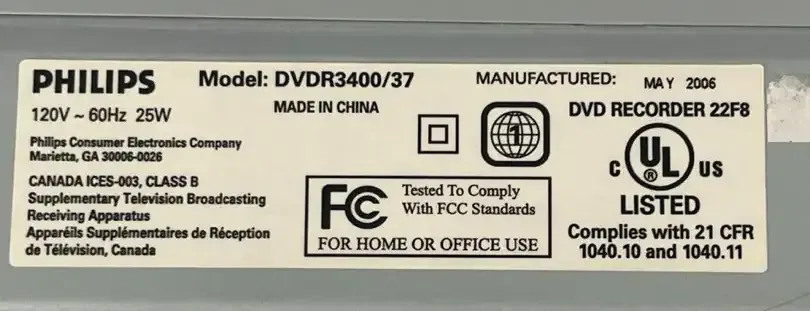 PHILIPS Model: DVDR3400/37 MANUFACTURED: MAY 2006
120V ~ 60Hz 25W MADE IN CHINA DVD RECORDER 22F8
Philips Consumer Electronics Company
Marietta, GA 30006-0026
1
C UL ® US
LISTED
CANADA ICES-003, CLASS B
Supplementary Television Broadcasting
Receiving Apparatus
Appareils Supplémentaires de Réception
de Télévision, Canada
FC Tested To Comply
With FCC Standards
FOR HOME OR OFFICE USE
Complies with 21 CFR
1040.10 and 1040.11